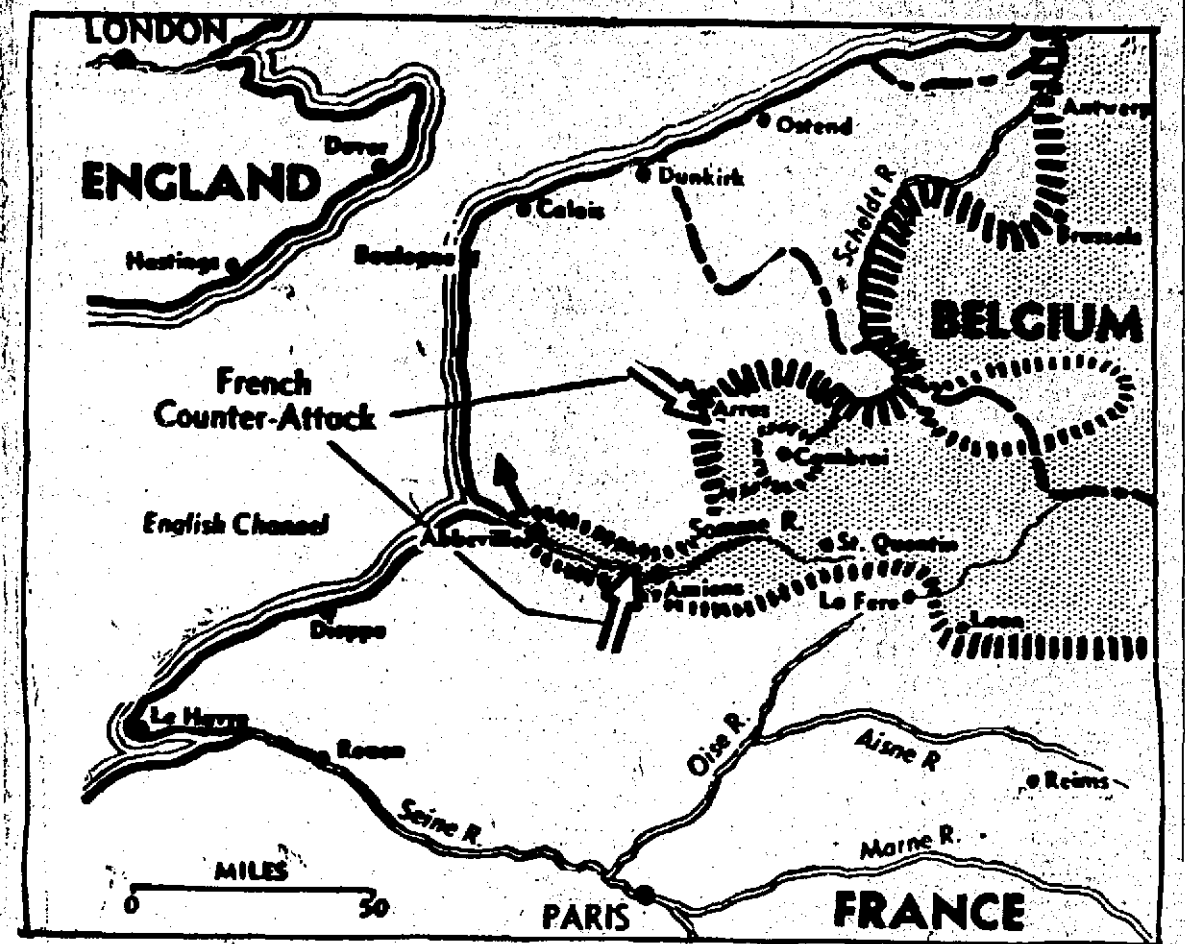 LONDON
Antwerp
Ostend
Dover
Dunkirk
ENGLAND
Calais
Scheldt R.
Brussels
Hastings
Boulogne
BELGIUM
French
Counter-Attack
Arras
Cambrai
English Channel
Abbeville
Somme R.
St. Quentin
Amiens
La Fere
Laon
Dieppe
Le Havre
Rouen
Oise R.
Aisne R
Reims
Seine R.
Marne R.
MILES
0 50
PARIS
FRANCE